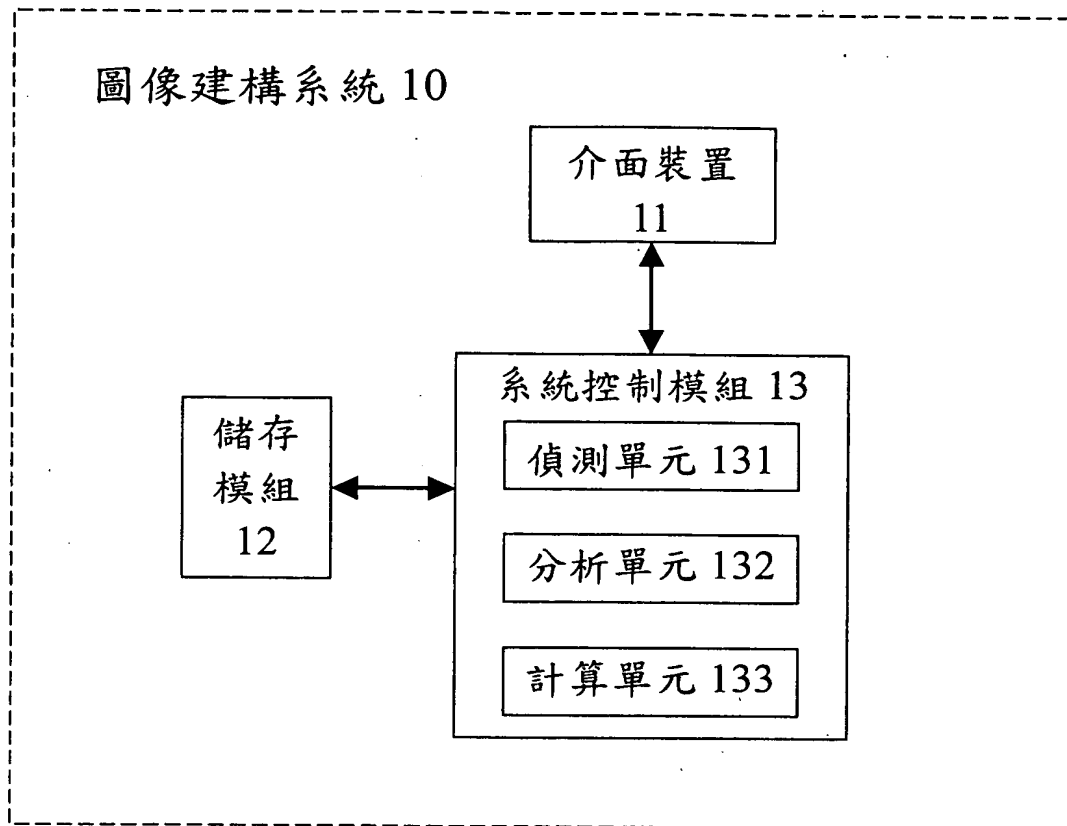 圖像建構系統 10
介面裝置
11
系統控制模組 13
偵測單元 131
分析單元 132
計算單元 133
儲存
模組
12